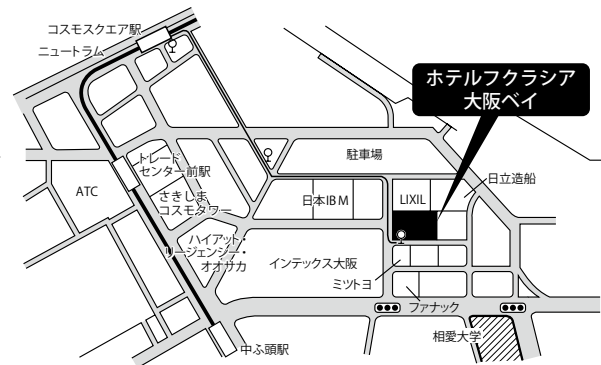 コスモスクエア駅
ニュートラム
ホテルフクラシア
大阪ベイ
トレード
センター前駅
駐車場
日立造船
ATC
さきしま
コスモタワー
日本IBM
LIXIL
ハイアット・
リージェンシー・
オオサカ
インテックス大阪
ミツトヨ
ファナック
相愛大学
中ふ頭駅